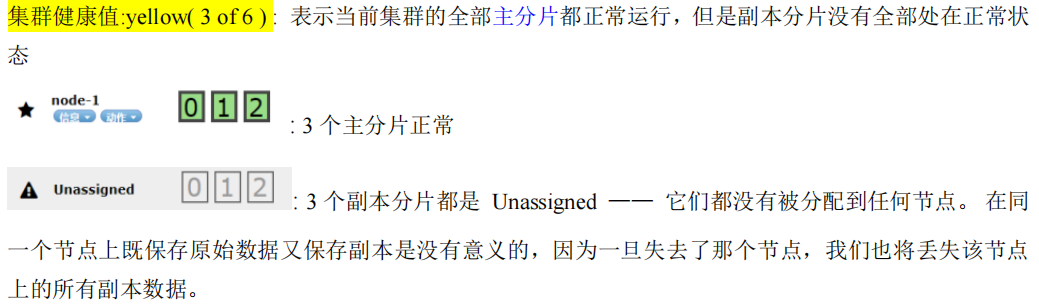 集群健康值:yellow( 3 of 6 ) : 表示当前集群的全部主分片都正常运行，但是副本分片没有全部处在正常状
态
★ node-1 0 1 2
信息 动作 : 3 个主分片正常
Unassigned 0 1 2 : 3 个副本分片都是 Unassigned —— 它们都没有被分配到任何节点。 在同
一个节点上既保存原始数据又保存副本是没有意义的，因为一旦失去了那个节点，我们也将丢失该节点
上的所有副本数据。